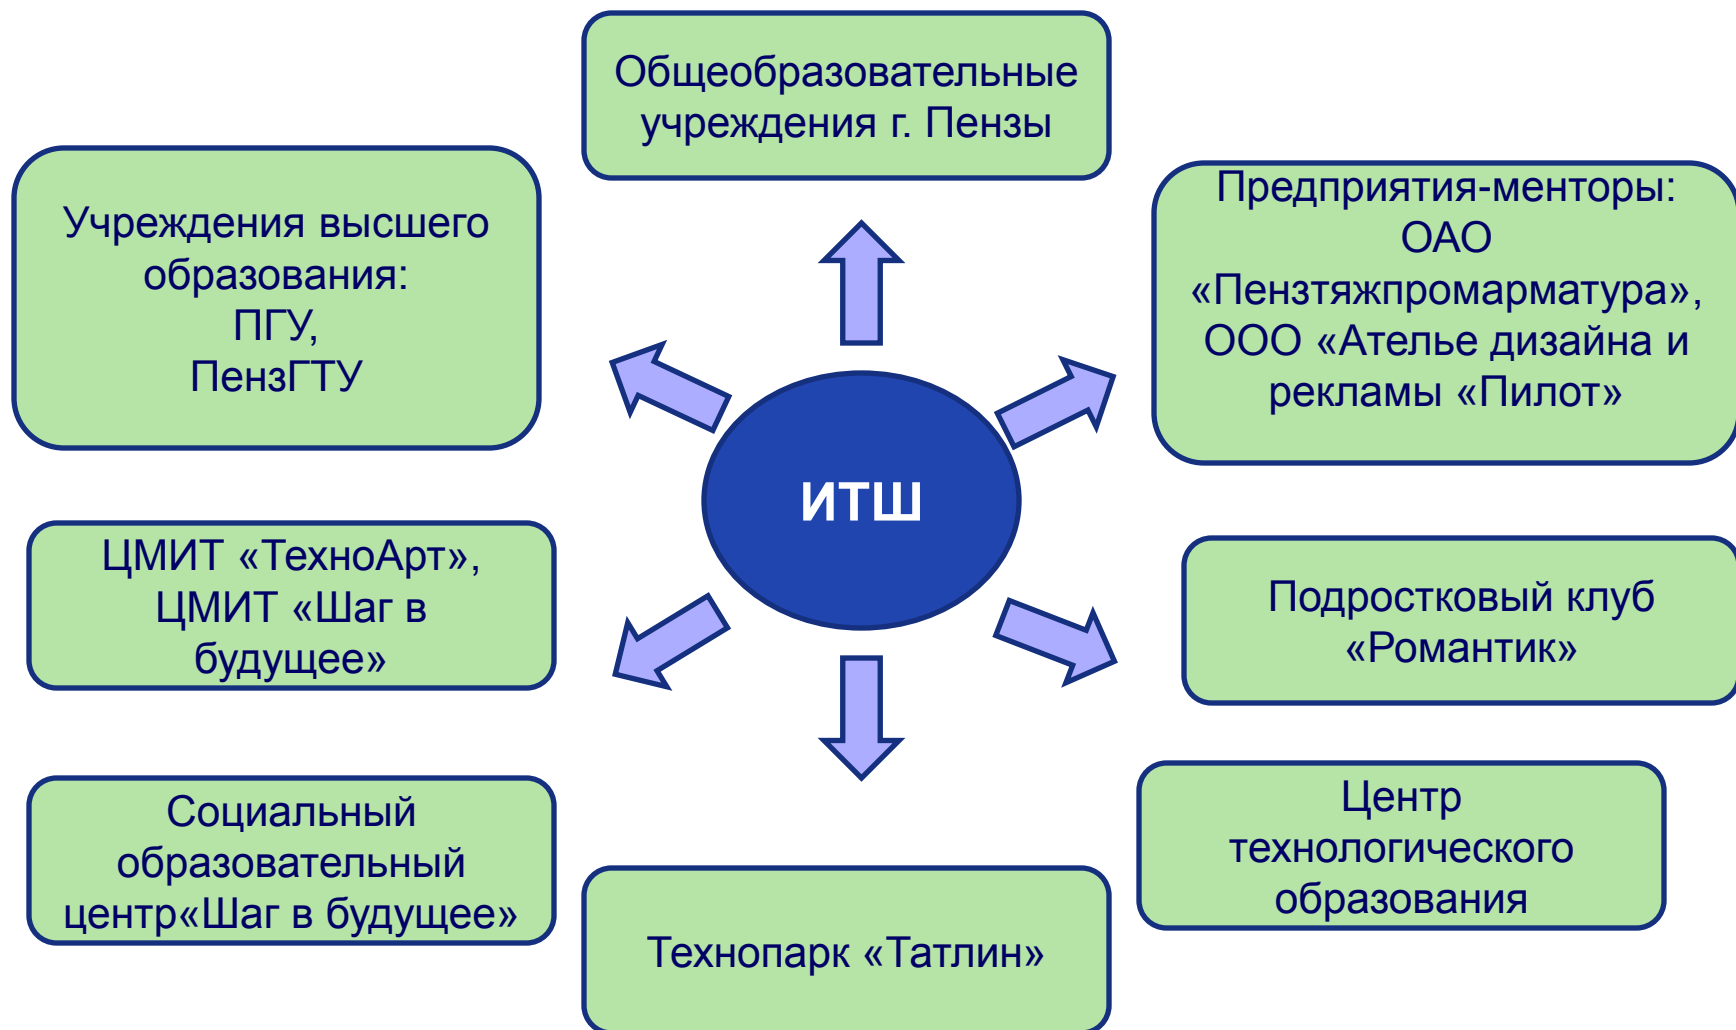 Общеобразовательные
учреждения г. Пензы
Учреждения высшего
образования:
ПГУ,
ПензГТУ
Предприятия-менторы:
ОАО
«Пензтяжпромарматура»,
ООО «Ателье дизайна и
рекламы «Пилот»
ИТШ
ЦМИТ «ТехноАрт»,
ЦМИТ «Шаг в
будущее»
Подростковый клуб
«Романтик»
Социальный
образовательный
центр«Шаг в будущее»
Центр
технологического
образования
Технопарк «Татлин»